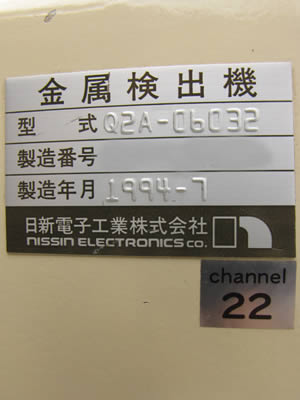 金属検出機
型 式 Q2A-06032
製造番号
製造年月 1994-7
日新電子工業株式会社
NISSIN ELECTRONICS CO.
channel
22